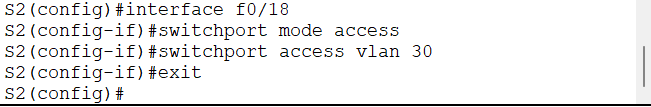 S2(config)#interface f0/18
S2(config-if)#switchport mode access
S2(config-if)#switchport access vlan 30
S2(config-if)#exit
S2(config)#